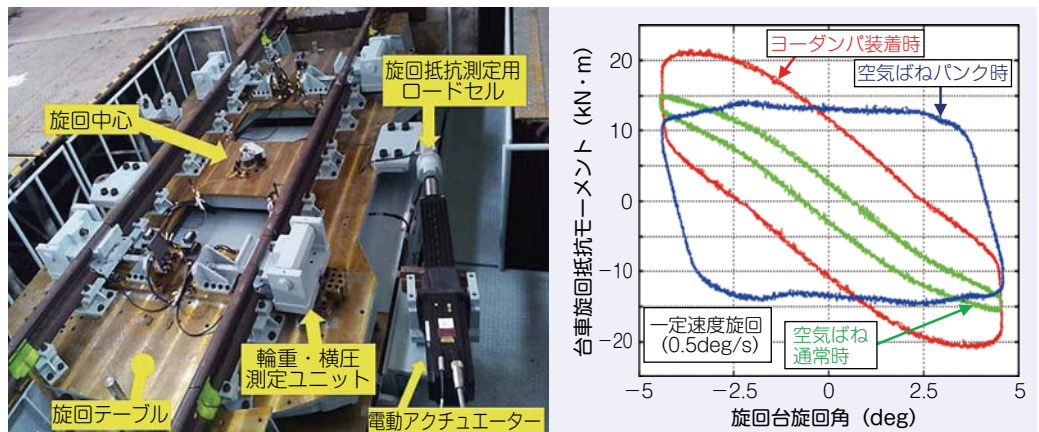 旋回中心
旋回抵抗測定用
ロードセル
輪重・横圧
測定ユニット
旋回テーブル
電動アクチュエーター
台車旋回抵抗モーメント（kN・m）
20
10
0
−10
−20
ヨーダンパ装着時
空気ばねパンク時
一定速度旋回
(0.5deg/s)
空気ばね
通常時
−5
−2.5
0
2.5
5
旋回台旋回角（deg）